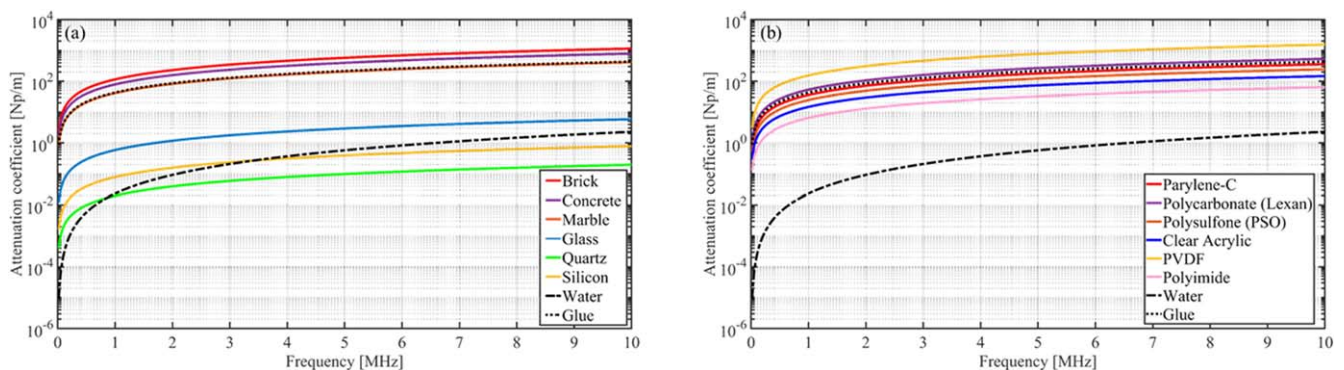 (a)
Attenuation coefficient [Np/m]
10^4
10^2
10^0
10^-2
10^-4
10^-6
Brick
Concrete
Marble
Glass
Quartz
Silicon
Water
Glue
0 1 2 3 4 5 6 7 8 9 10
Frequency [MHz]
(b)
Attenuation coefficient [Np/m]
10^4
10^2
10^0
10^-2
10^-4
10^-6
Parylene-C
Polycarbonate (Lexan)
Polysulfone (PSO)
Clear Acrylic
PVDF
Polyimide
Water
Glue
0 1 2 3 4 5 6 7 8 9 10
Frequency [MHz]